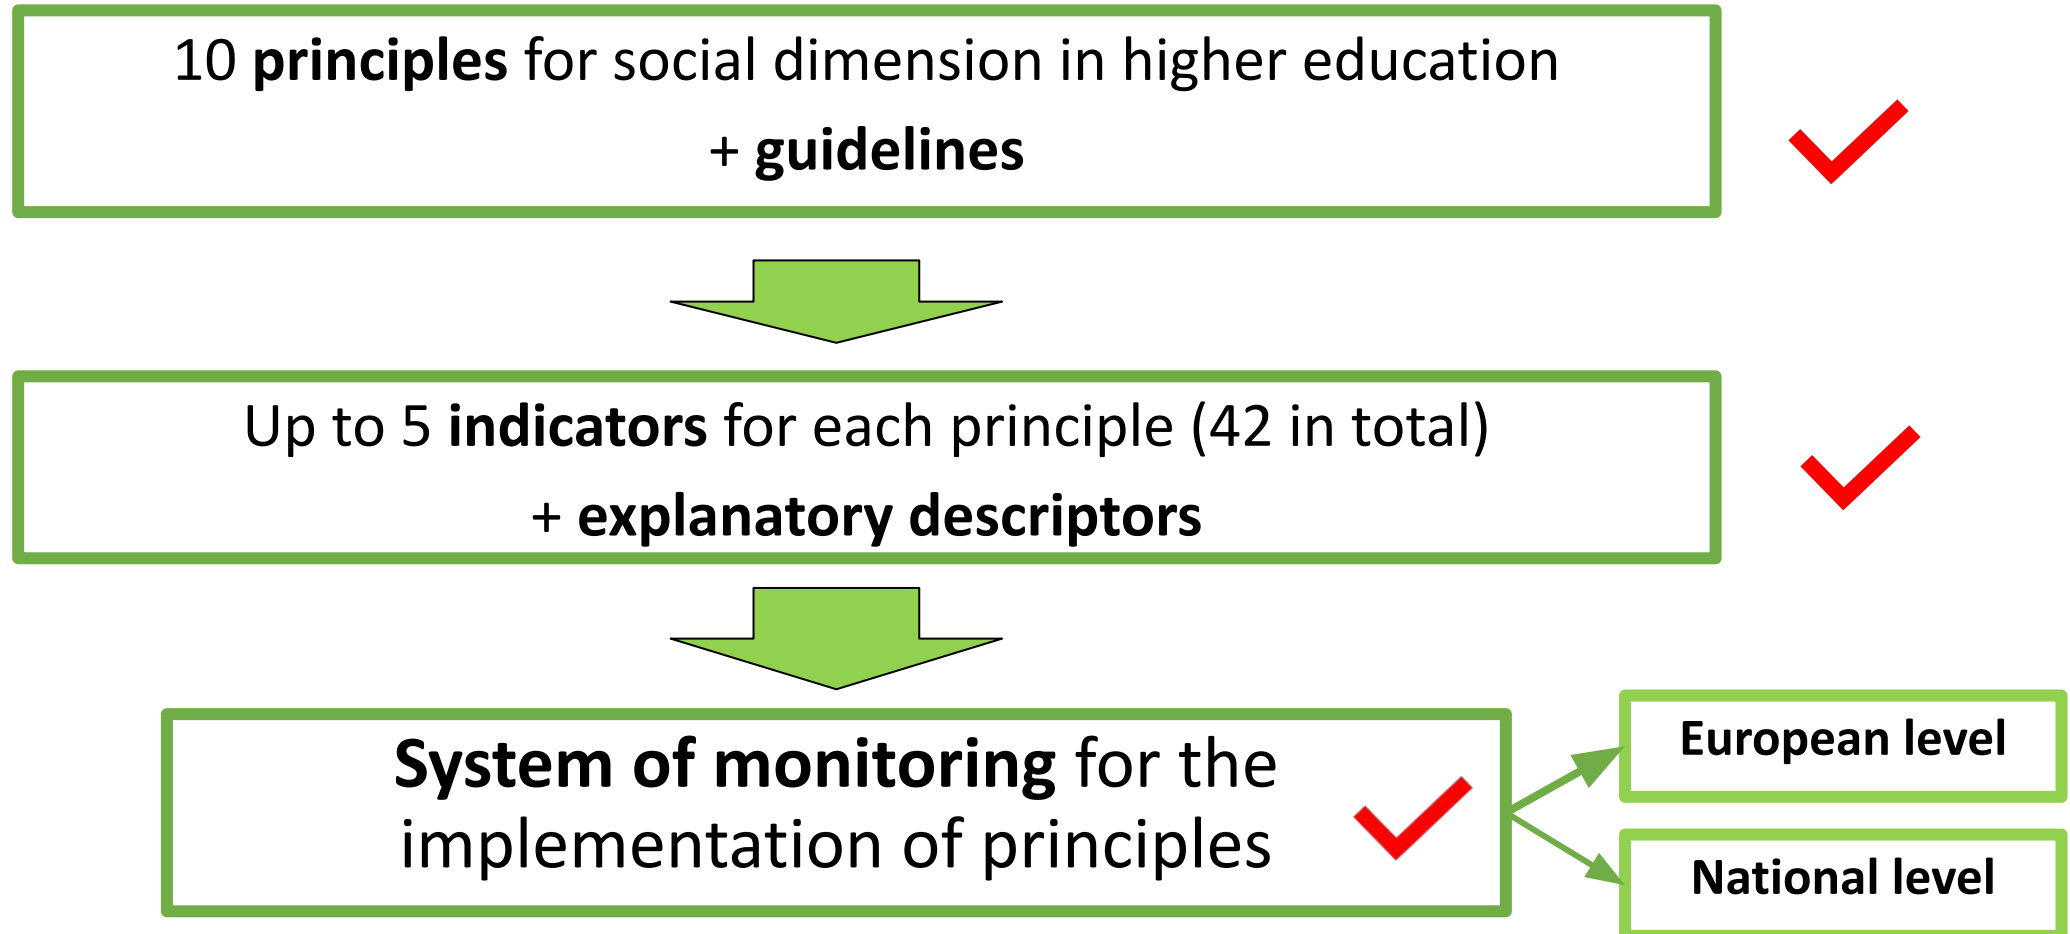 10 principles for social dimension in higher education
+ guidelines
Up to 5 indicators for each principle (42 in total)
+ explanatory descriptors
System of monitoring for the
implementation of principles
European level
National level